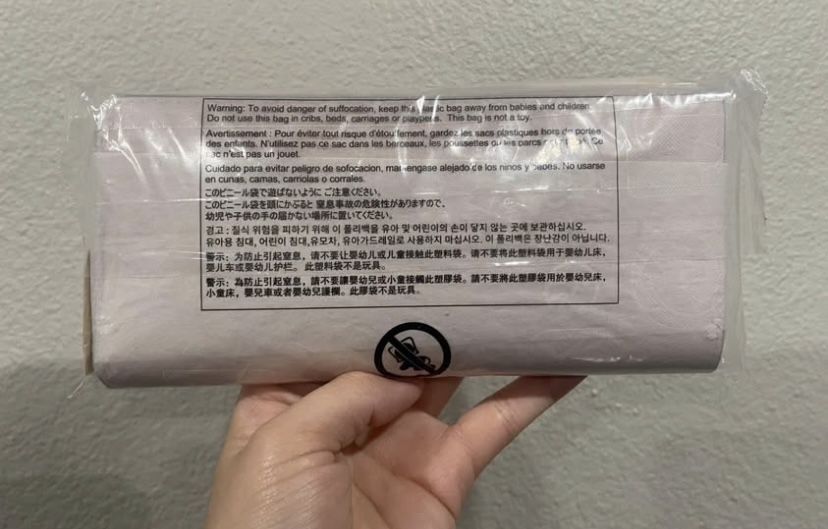 Warning: To avoid danger of suffocation, keep this plastic bag away from babies and children.
Do not use this bag in cribs, beds, carriages or playpens. This bag is not a toy.
Avertissement : Pour éviter tout risque d'étouffement, gardez les sacs plastiques hors de portée
des enfants. N'utilizez pas ce sac dans les berceaux, les poussettes ou les parcs pour bébé. Ce
sac n'est pas un jouet.
Cuidado para evitar peligro de sofocacion, mantengase alejado de los ninos y bebes. No usarse
en cunas, camas, carriolas o corrales.
このビニール袋で遊ばないように ご注意ください。
このビニール袋を頭にかぶると 窒息事故の危険性がありますので、
幼児や子供の手の届かない場所に置いてください。
경고 : 질식 위험을 피하기 위해 이 폴리백을 유아 및 어린이의 손이 닿지 않는 곳에 보관하십시오.
유아용 침대, 어린이 침대,유모차, 유아가드레일로 사용하지 마십시오. 이 폴리백은 장난감이 아닙니다.
警示: 为防止引起窒息，请不要让婴幼儿或儿童接触此塑料袋。请不要将此塑料袋用于婴幼儿床，
婴儿车或婴幼儿护栏。 此塑料袋不是玩具。
警示: 為防止引起窒息，請不要讓嬰幼兒或小童接觸此塑膠袋。請不要將此塑膠袋用於嬰幼兒床，
小童床，嬰兒車或者嬰幼兒護欄。此膠袋不是玩具。